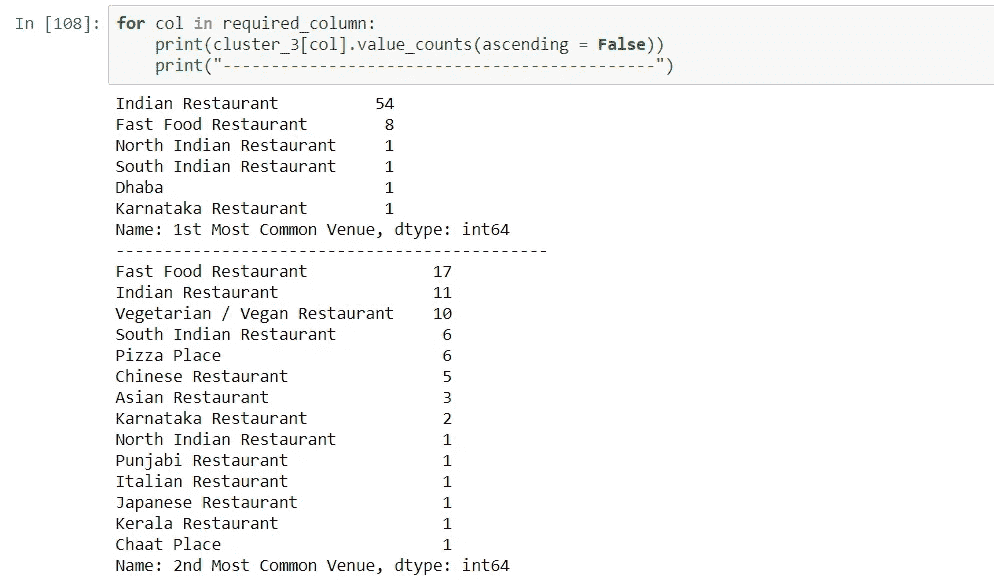 In [108]: for col in required_column:
    print(cluster_3[col].value_counts(ascending = False))
    print("---------------------------------------------")
Indian Restaurant          54
Fast Food Restaurant        8
North Indian Restaurant     1
South Indian Restaurant     1
Dhaba                       1
Karnataka Restaurant        1
Name: 1st Most Common Venue, dtype: int64
---------------------------------------------
Fast Food Restaurant             17
Indian Restaurant                11
Vegetarian / Vegan Restaurant    10
South Indian Restaurant           6
Pizza Place                       6
Chinese Restaurant                5
Asian Restaurant                  3
Karnataka Restaurant              2
North Indian Restaurant           1
Punjabi Restaurant                1
Italian Restaurant                1
Japanese Restaurant               1
Kerala Restaurant                 1
Chaat Place                       1
Name: 2nd Most Common Venue, dtype: int64